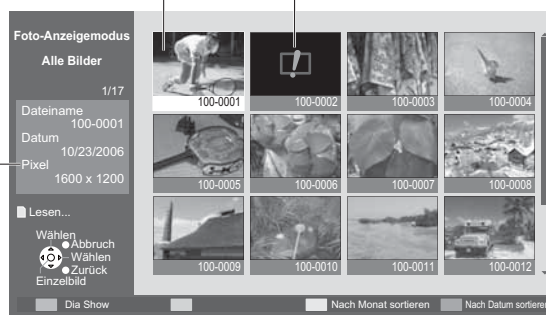 Foto-Anzeigemodus
Alle Bilder
1/17
Dateiname
100-0001
Datum
10/23/2006
Pixel
1600 x 1200
Lesen...
Wählen
Abbruch
Wählen
Zurück
Einzelbild
100-0001 100-0002 100-0003 100-0004
100-0005 100-0006 100-0007 100-0008
100-0009 100-0010 100-0011 100-0012
Dia Show Nach Monat sortieren Nach Datum sortieren